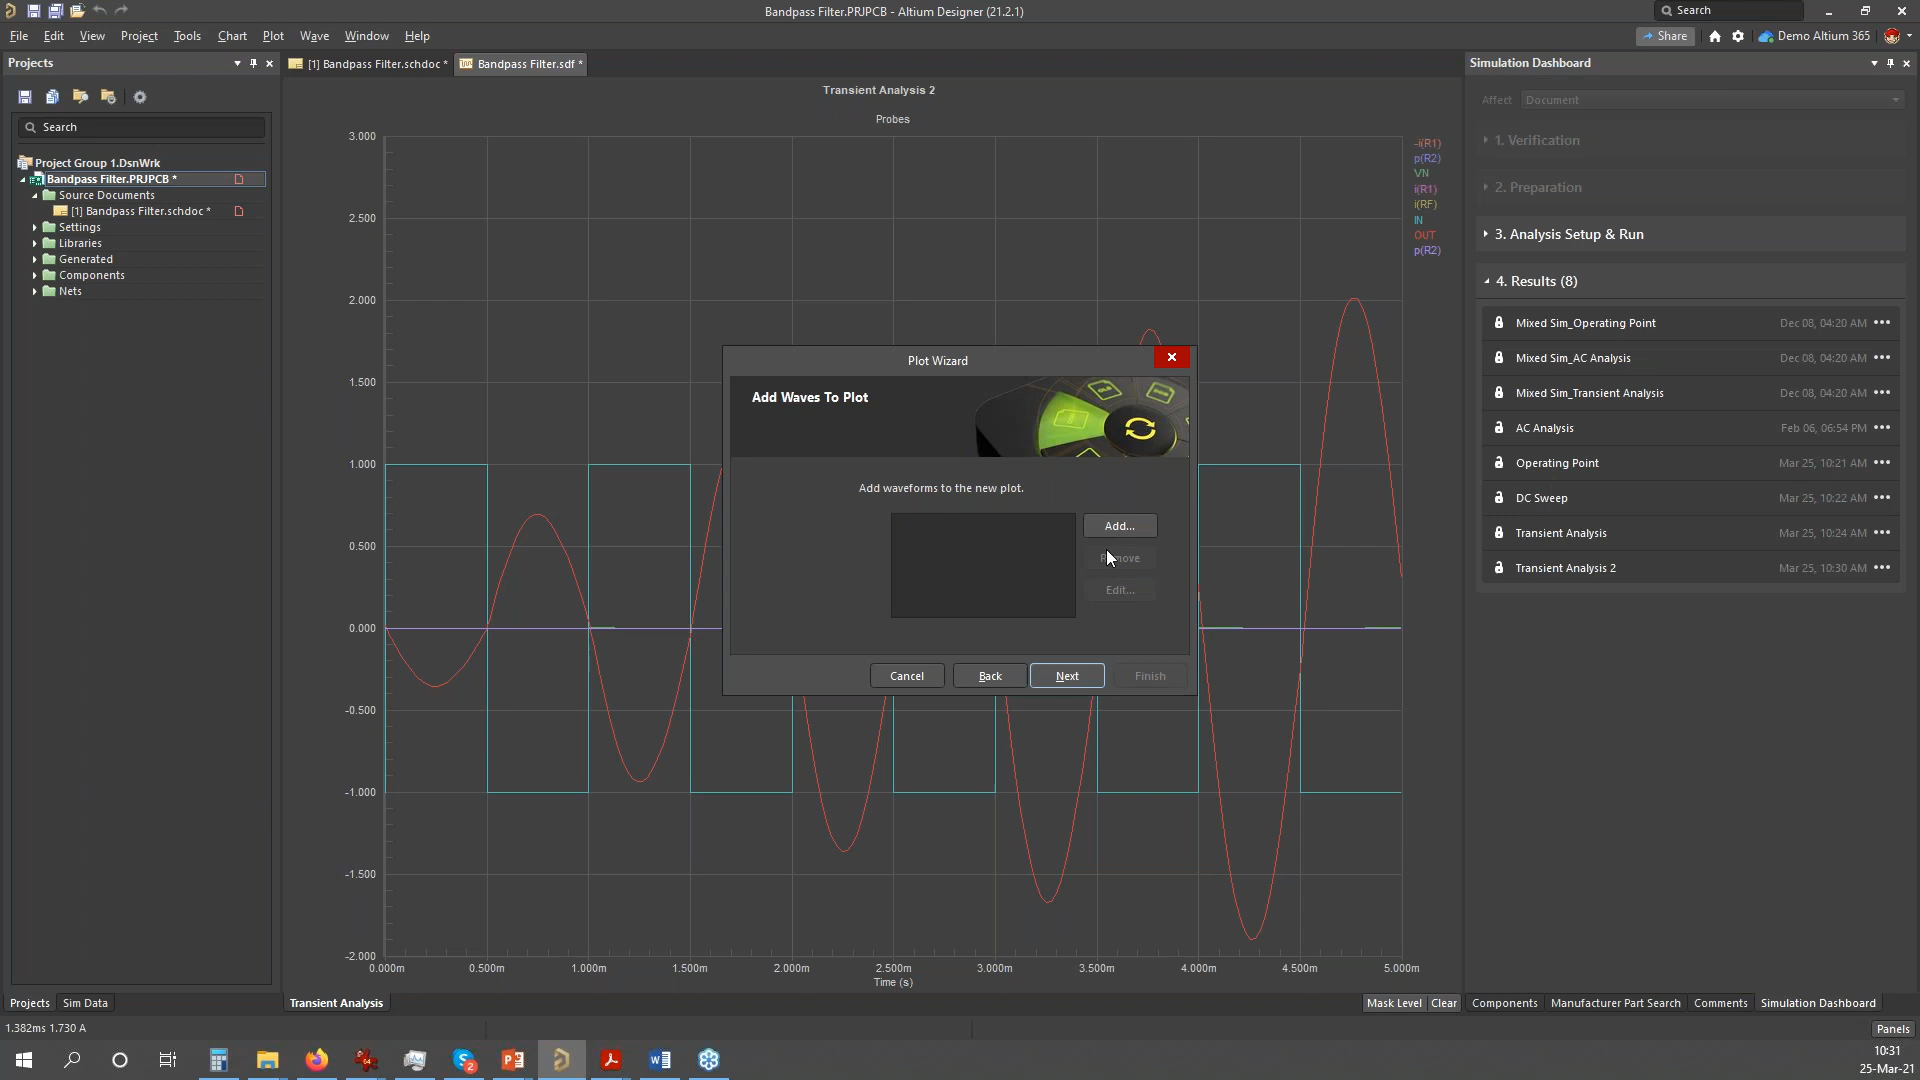 Bandpass Filter.PRJPCB - Altium Designer (21.2.1)
Search
File Edit View Project Tools Chart Plot Wave Window Help
Share
Demo Altium 365
Projects
[1] Bandpass Filter.schdoc *
Bandpass Filter.sdf *
Simulation Dashboard
Search
Project Group 1.DsnWrk
Bandpass Filter.PRJPCB *
Source Documents
[1] Bandpass Filter.schdoc *
Settings
Libraries
Generated
Components
Nets
Transient Analysis 2
Probes
3.000
2.500
2.000
1.500
1.000
0.500
0.000
-0.500
-1.000
-1.500
-2.000
0.000m
0.500m
1.000m
1.500m
2.000m
2.500m
3.000m
3.500m
4.000m
4.500m
5.000m
Time (s)
-i(R1)
p(R2)
VN
i(R1)
i(RF)
IN
OUT
p(R2)
Plot Wizard
Add Waves To Plot
Add waveforms to the new plot.
Add...
Remove
Edit...
Cancel
Back
Next
Finish
Affect Document
1. Verification
2. Preparation
3. Analysis Setup & Run
4. Results (8)
Mixed Sim_Operating Point Dec 08, 04:20 AM
Mixed Sim_AC Analysis Dec 08, 04:20 AM
Mixed Sim_Transient Analysis Dec 08, 04:20 AM
AC Analysis Feb 06, 06:54 PM
Operating Point Mar 25, 10:21 AM
DC Sweep Mar 25, 10:22 AM
Transient Analysis Mar 25, 10:24 AM
Transient Analysis 2 Mar 25, 10:30 AM
Projects
Sim Data
Transient Analysis
Mask Level
Clear
Components
Manufacturer Part Search
Comments
Simulation Dashboard
1.382ms 1.730 A
Panels
64
2
10:31
25-Mar-21